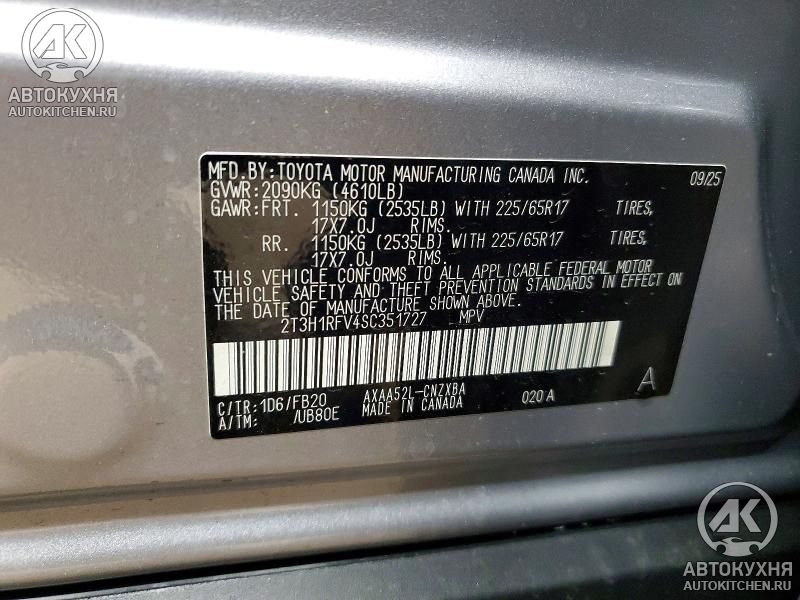 АВТОКУХНЯ
AUTOKITCHEN.RU
MFD.BY:TOYOTA MOTOR MANUFACTURING CANADA INC. 09/25
GVWR:2090KG (4610LB)
GAWR:FRT. 1150KG (2535LB) WITH 225/65R17 TIRES,
17X7.0J RIMS.
RR. 1150KG (2535LB) WITH 225/65R17 TIRES,
17X7.0J RIMS.
THIS VEHICLE CONFORMS TO ALL APPLICABLE FEDERAL MOTOR
VEHICLE SAFETY AND THEFT PREVENTION STANDARDS IN EFFECT ON
THE DATE OF MANUFACTURE SHOWN ABOVE.
2T3H1RFV4SC351727 MPV
C/TR:1D6/FB20 AXAA52L-CNZXBA 020A A
A/TM: /UB80E MADE IN CANADA
АК
АВТОКУХНЯ
AUTOKITCHEN.RU